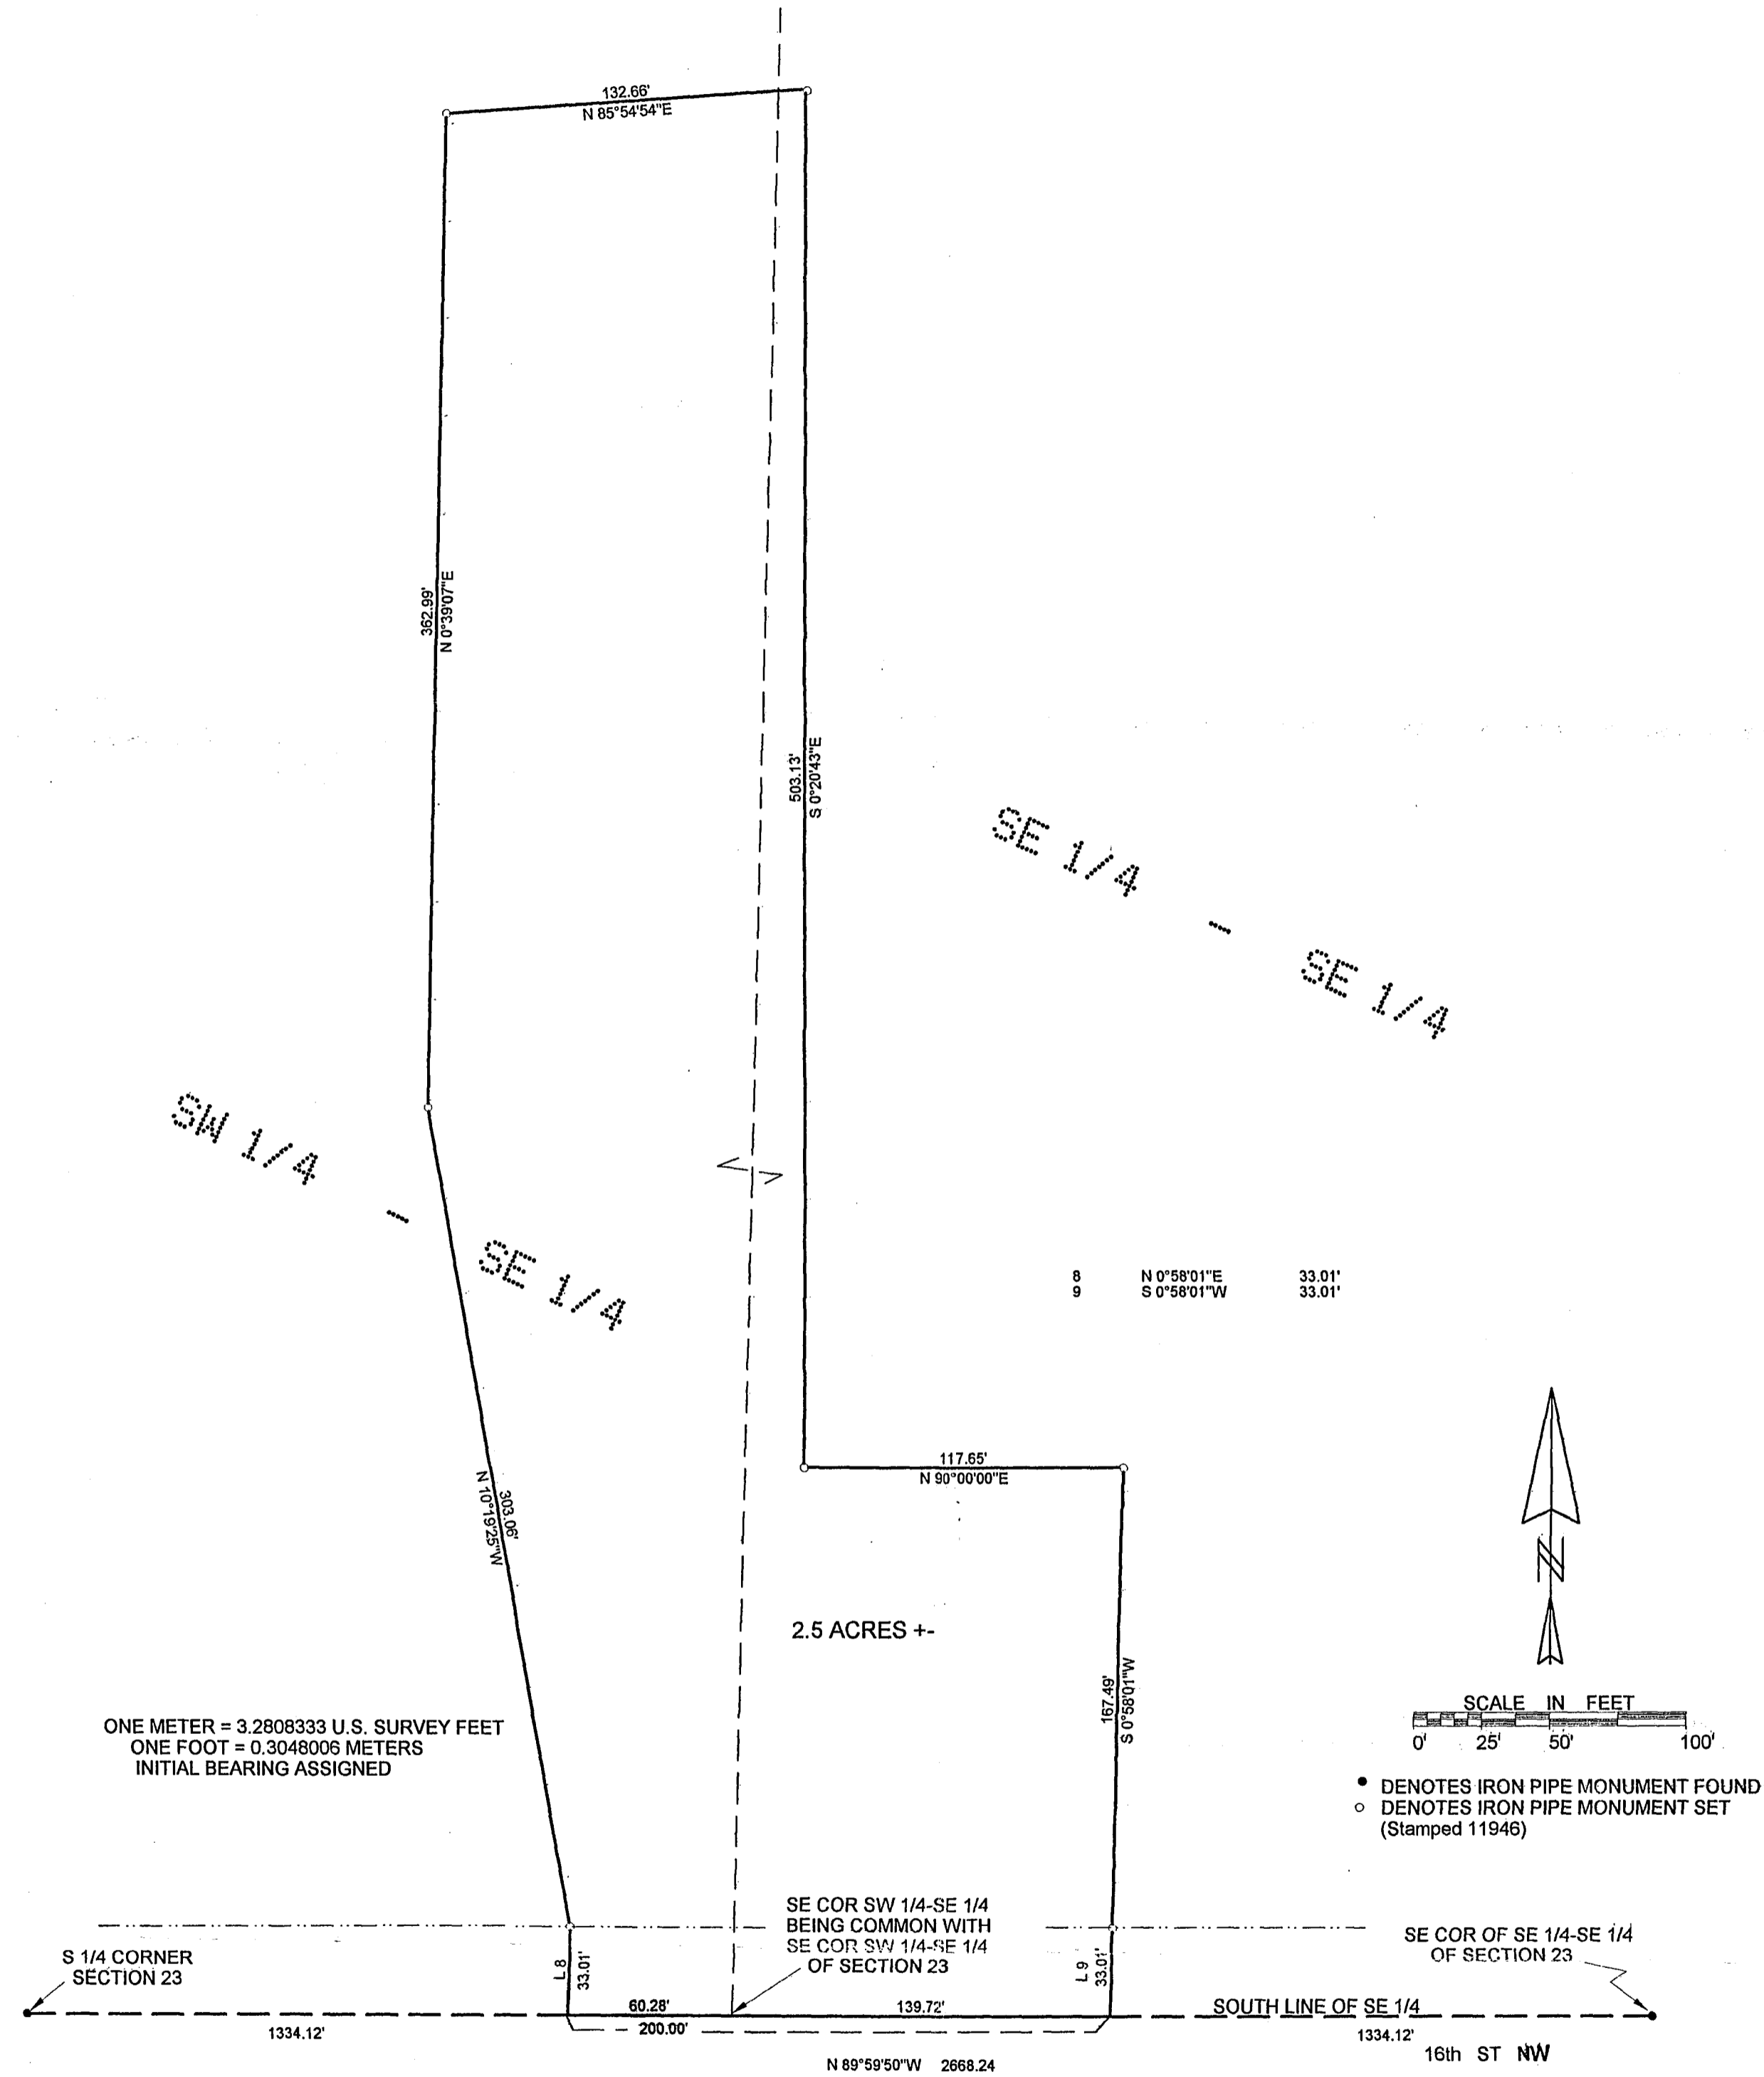 132.66'
N 85°54'54"E
362.99'
N 0°39'07"E
503.13'
S 0°20'43"E
SE 1/4 - SE 1/4
SW 1/4 - SE 1/4
8 N 0°58'01"E 33.01'
9 S 0°58'01"W 33.01'
117.65'
N 90°00'00"E
303.06'
N 10°19'25"W
2.5 ACRES +-
167.49'
S 0°58'01"W
N
SCALE IN FEET
0' 25' 50' 100'
ONE METER = 3.2808333 U.S. SURVEY FEET
ONE FOOT = 0.3048006 METERS
INITIAL BEARING ASSIGNED
DENOTES IRON PIPE MONUMENT FOUND
DENOTES IRON PIPE MONUMENT SET
(Stamped 11946)
SE COR SW 1/4-SE 1/4
BEING COMMON WITH
SE COR SW 1/4-SE 1/4
OF SECTION 23
SE COR OF SE 1/4-SE 1/4
OF SECTION 23
S 1/4 CORNER
SECTION 23
L 8
33.01'
L 9
33.01'
60.28'
139.72'
SOUTH LINE OF SE 1/4
200.00'
1334.12'
1334.12'
16th ST NW
N 89°59'50"W 2668.24